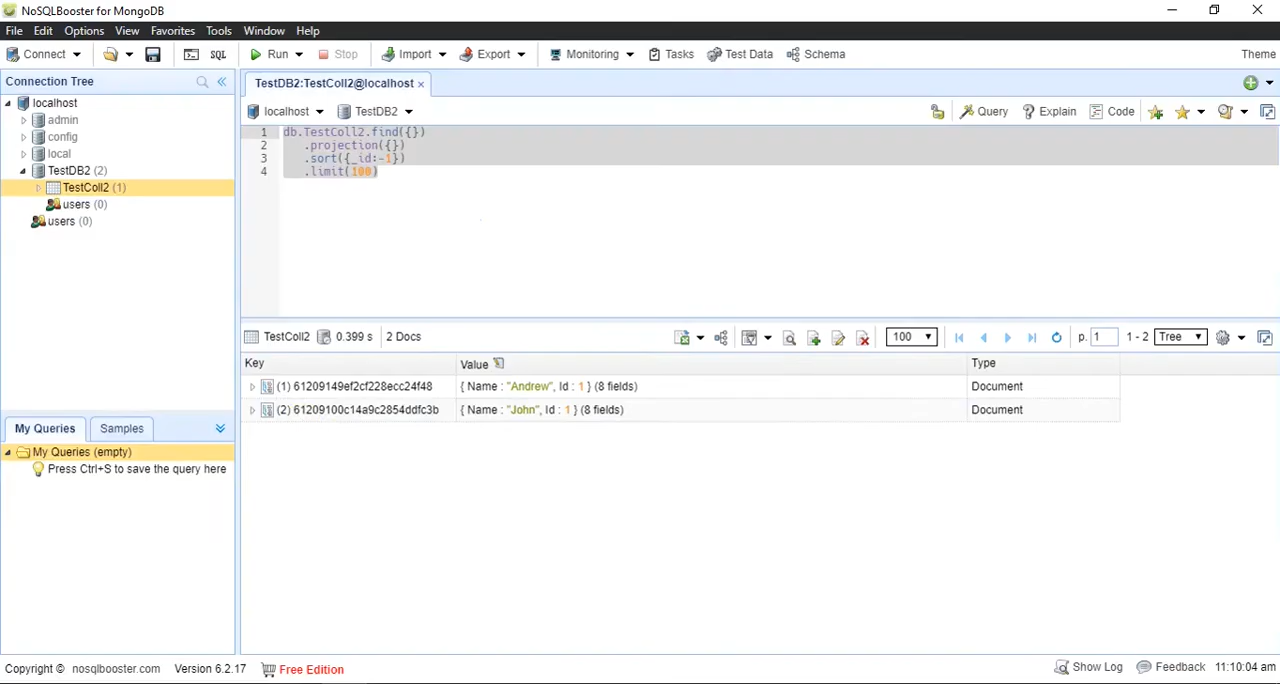 NoSQLBooster for MongoDB
File Edit Options View Favorites Tools Window Help
Connect SQL Run Stop Import Export Monitoring Tasks Test Data Schema Theme
Connection Tree
localhost
admin
config
local
TestDB2 (2)
TestColl2 (1)
users (0)
users (0)
TestDB2:TestColl2@localhost ×
localhost TestDB2 Query Explain Code
1 db.TestColl2.find({})
2 .projection({})
3 .sort({_id:-1})
4 .limit(100)
TestColl2 0.399 s 2 Docs 100 p. 1 1 - 2 Tree
Key Value Type
(1) 61209149ef2cf228ecc24f48 { Name : "Andrew", Id : 1 } (8 fields) Document
(2) 61209100c14a9c2854ddfc3b { Name : "John", Id : 1 } (8 fields) Document
My Queries Samples
My Queries (empty)
Press Ctrl+S to save the query here
Copyright © nosqlbooster.com Version 6.2.17 Free Edition Show Log Feedback 11:10:04 am